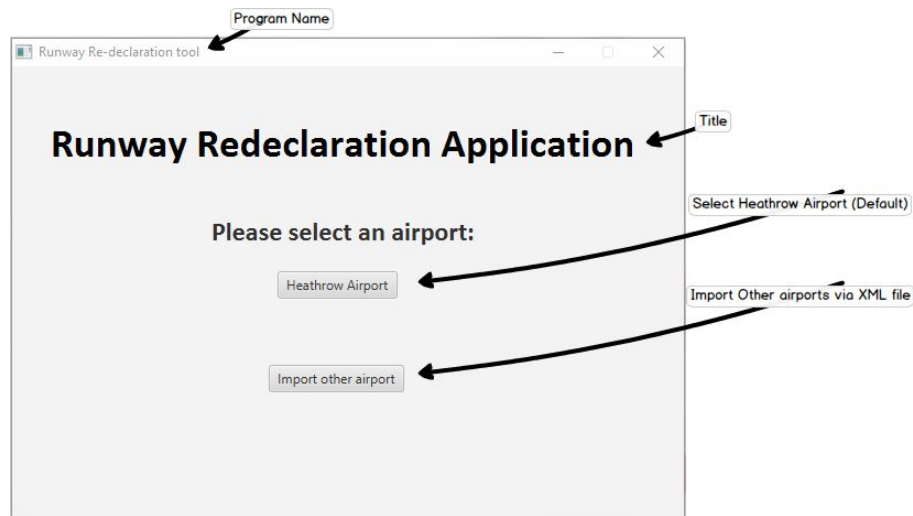 Program Name
Runway Re-declaration tool
Title
Runway Redeclaration Application
Select Heathrow Airport (Default)
Please select an airport:
Heathrow Airport
Import Other airports via XML file
Import other airport